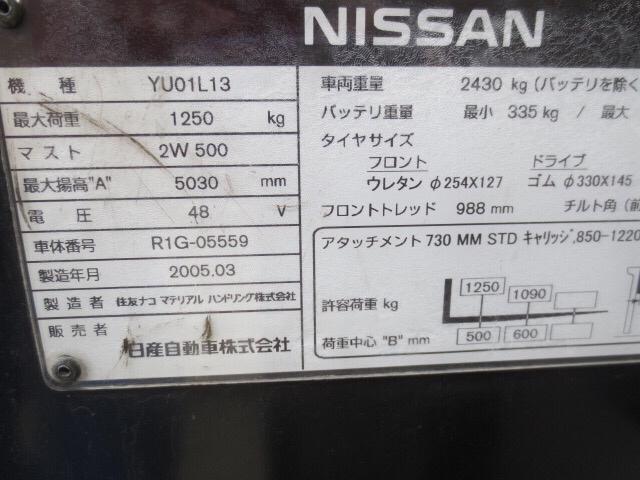 NISSAN
機 種 YU01L13
最大荷重 1250 kg
マスト 2W 500
最大揚高"A" 5030 mm
電 圧 48 V
車体番号 R1G-05559
製造年月 2005.03
製造者 住友ナコ マテリアル ハンドリング株式会社
販売者 日産自動車株式会社
車両重量 2430 kg (バッテリを除く
バッテリ重量 最小 335 kg / 最大
タイヤサイズ
フロント ドライブ
ウレタン φ254X127 ゴム φ330X145
フロントトレッド 988 mm チルト角 (前
アタッチメント 730 MM STD キャリッジ,850-1220
1250 1090
許容荷重 kg
荷重中心 "B" mm 500 600